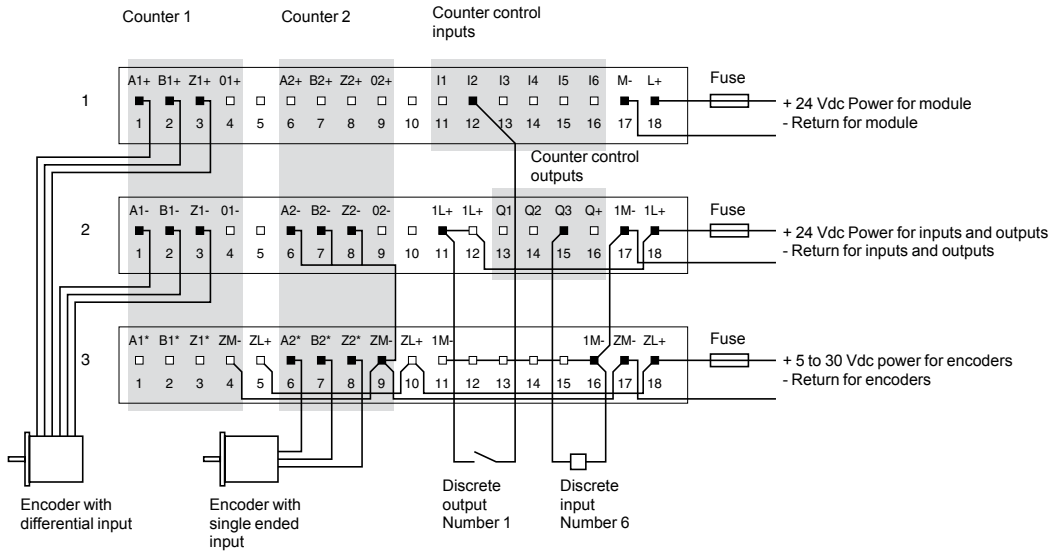 Counter 1
Counter 2
Counter control
inputs
A1+ B1+ Z1+ 01+ A2+ B2+ Z2+ 02+ I1 I2 I3 I4 I5 I6 M- L+
Fuse
1
1 2 3 4 5 6 7 8 9 10 11 12 13 14 15 16 17 18
+ 24 Vdc Power for module
- Return for module
Counter control
outputs
A1- B1- Z1- 01- A2- B2- Z2- 02- 1L+ 1L+ Q1 Q2 Q3 Q+ 1M- 1L+
Fuse
2
1 2 3 4 5 6 7 8 9 10 11 12 13 14 15 16 17 18
+ 24 Vdc Power for inputs and outputs
- Return for inputs and outputs
A1* B1* Z1* ZM- ZL+ A2* B2* Z2* ZM- ZL+ 1M- 1M- ZM- ZL+
Fuse
3
1 2 3 4 5 6 7 8 9 10 11 12 13 14 15 16 17 18
+ 5 to 30 Vdc power for encoders
- Return for encoders
Encoder with
differential input
Encoder with
single ended
input
Discrete
output
Number 1
Discrete
input
Number 6